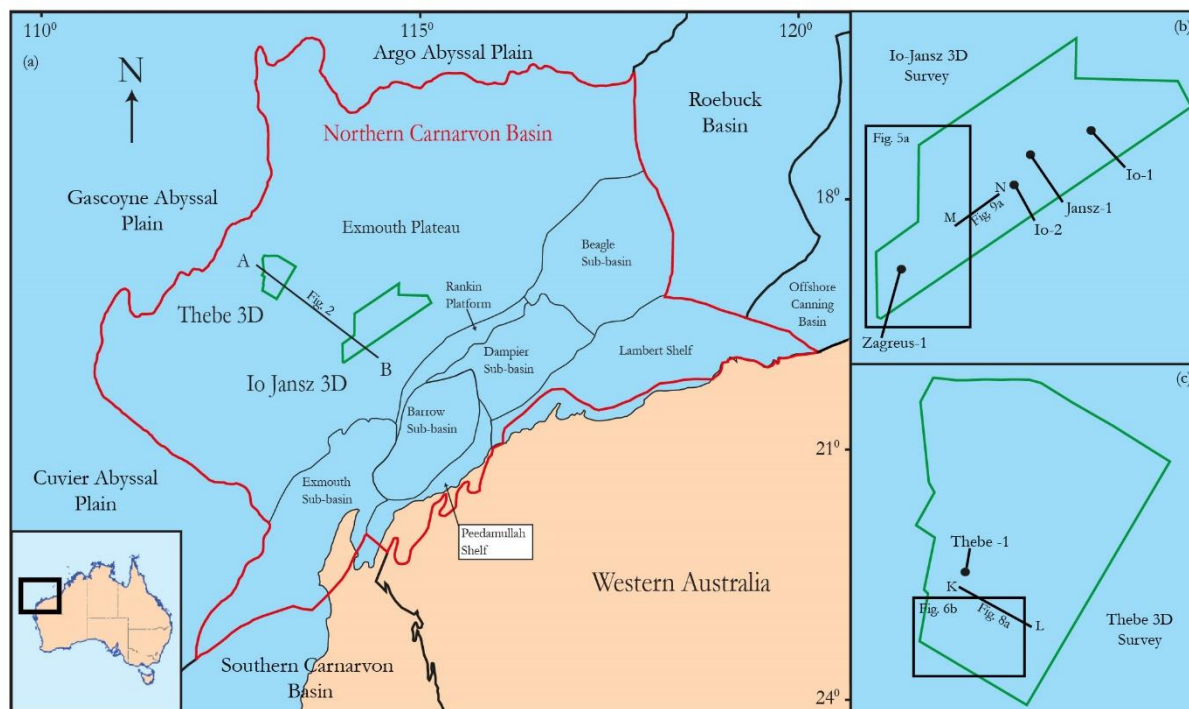 110⁰
115⁰
120⁰
(a)
N
Argo Abyssal Plain
Roebuck
Basin
Northern Carnarvon Basin
Gascoyne Abyssal
Plain
18⁰
Exmouth Plateau
Beagle
Sub-basin
A
Fig. 2
Rankin
Platform
Offshore
Canning
Basin
Thebe 3D
Dampier
Sub-basin
Lambert Shelf
B
Io Jansz 3D
Barrow
Sub-basin
21⁰
Cuvier Abyssal
Plain
Exmouth
Sub-basin
Peedamullah
Shelf
Western Australia
Southern Carnarvon
Basin
24⁰
(b)
Io-Jansz 3D
Survey
Fig. 5a
Io-1
N
M
Fig. 9a
Jansz-1
Io-2
Zagreus-1
(c)
Thebe -1
K
Fig. 6b
Fig. 8a
L
Thebe 3D
Survey